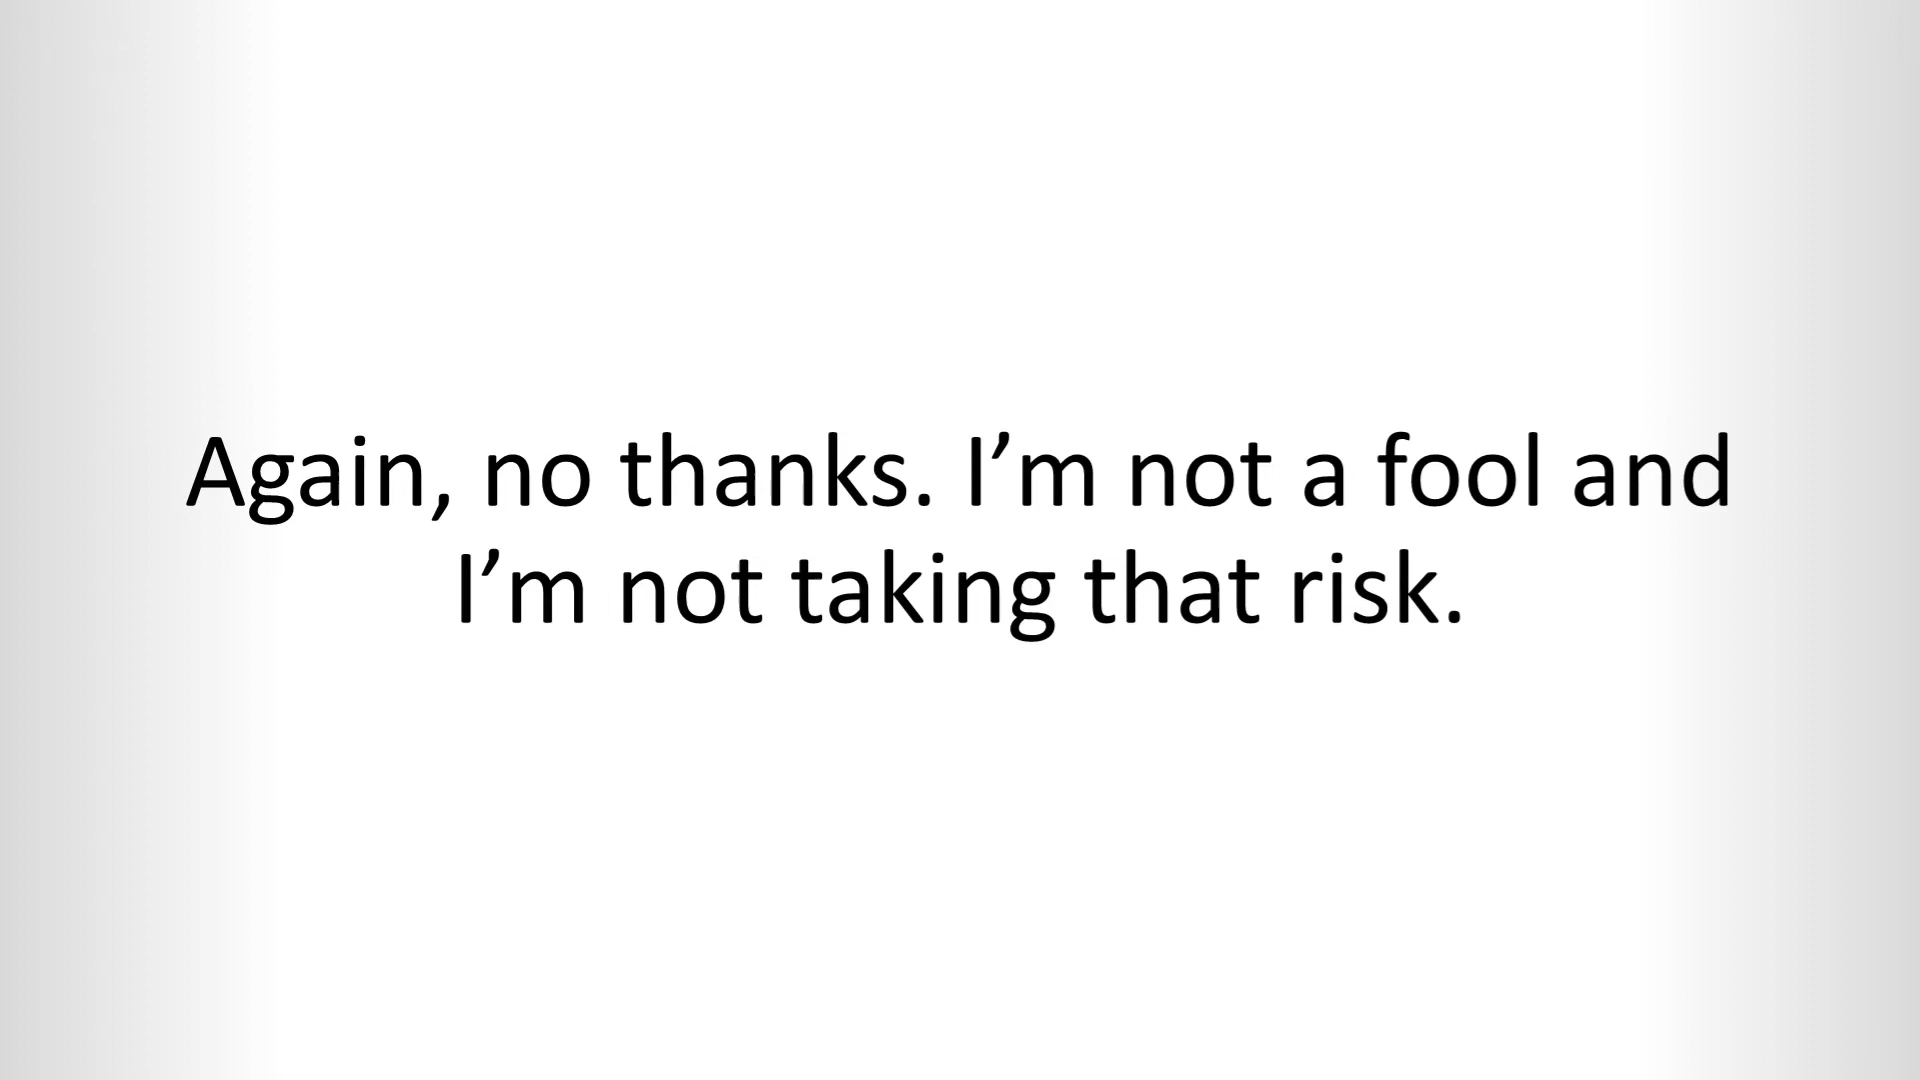 Again, no thanks. I’m not a fool and
I’m not taking that risk.